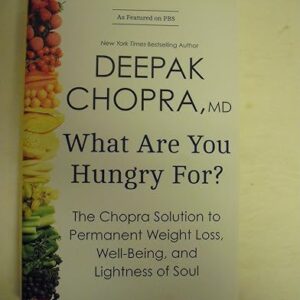 As Featured on PBS
New York Times Bestselling Author
DEEPAK
CHOPRA, MD
What Are You
Hungry For?
The Chopra Solution to
Permanent Weight Loss,
Well-Being, and
Lightness of Soul